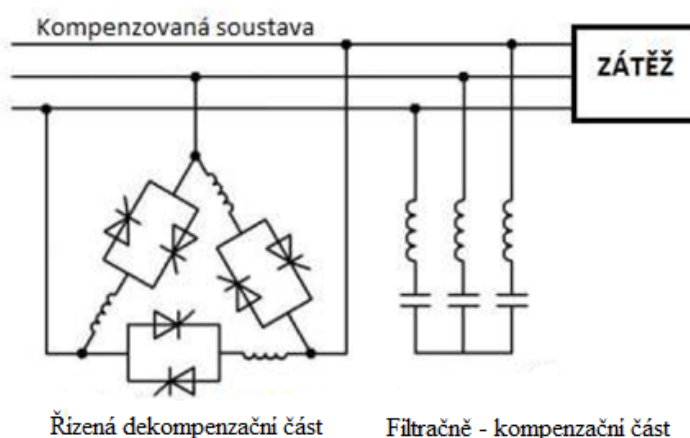 Kompenzovaná soustava
ZÁTĚŽ
Řízená dekompenzační část
Filtračně - kompenzační část